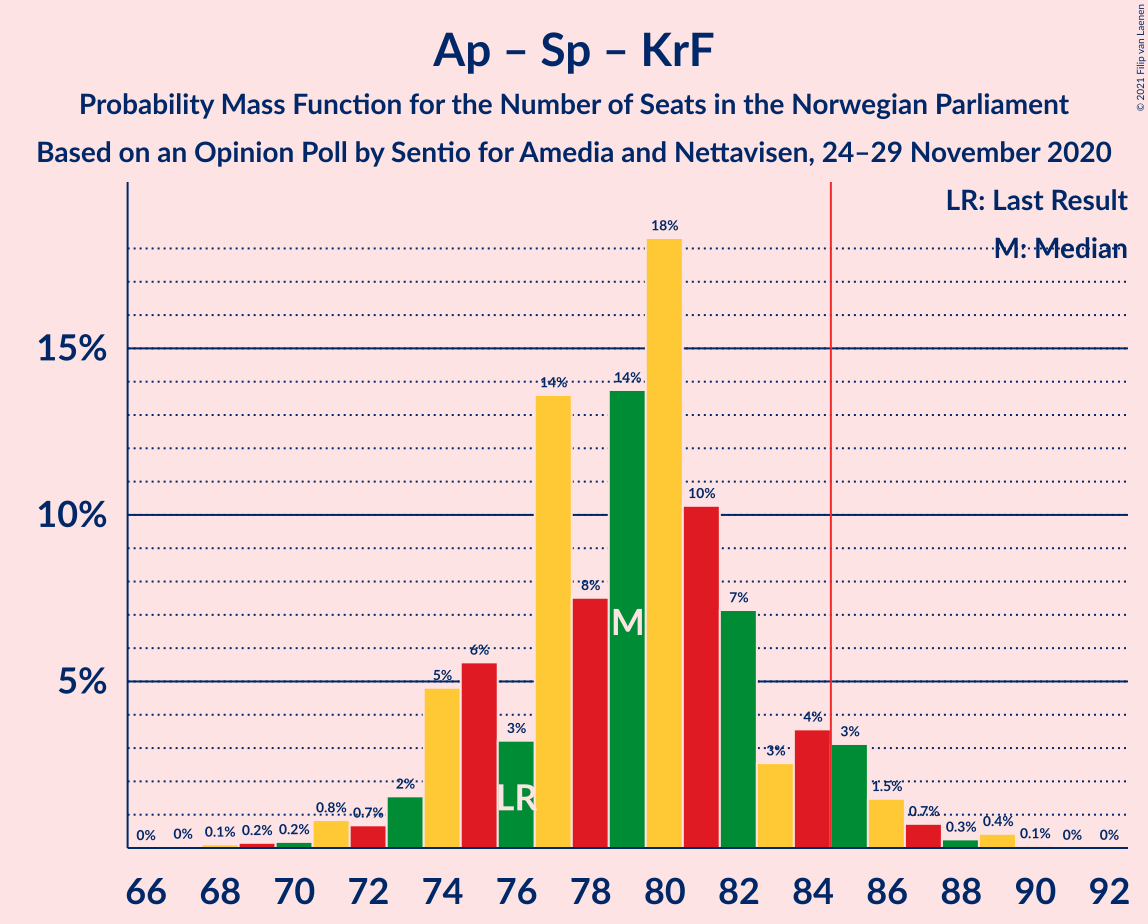 Ap – Sp – KrF
Probability Mass Function for the Number of Seats in the Norwegian Parliament
Based on an Opinion Poll by Sentio for Amedia and Nettavisen, 24–29 November 2020
© 2021 Filip van Laenen
LR: Last Result
M: Median
15%
10%
5%
0% 0% 0.1% 0.2% 0.2% 0.8% 0.7% 2% 5% 6% 3% 14% 8% 14% 18% 10% 7% 3% 4% 3% 1.5% 0.7% 0.3% 0.4% 0.1% 0% 0%
LR M
66 68 70 72 74 76 78 80 82 84 86 88 90 92